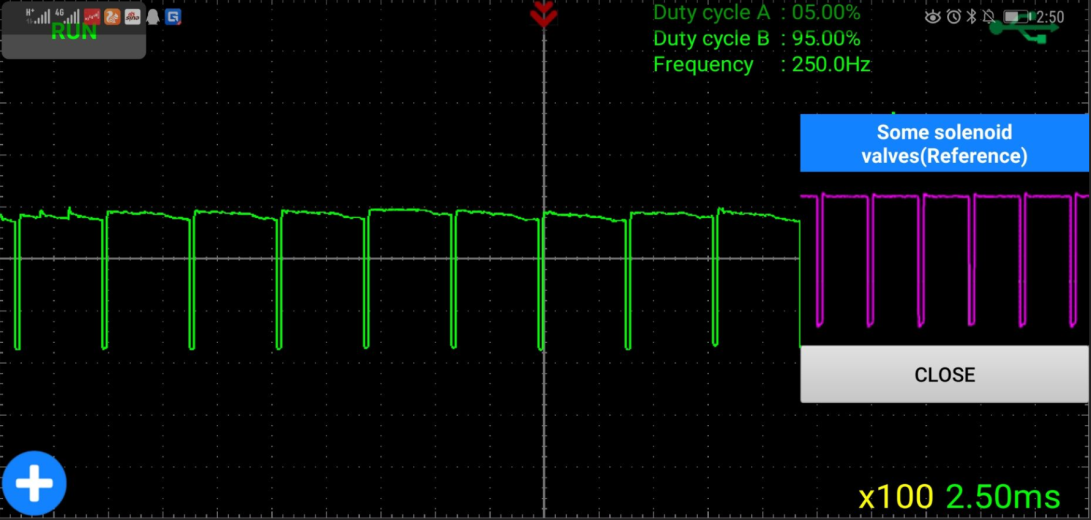 4G
2:50
RUN
Duty cycle A : 05.00%
Duty cycle B : 95.00%
Frequency : 250.0Hz
Some solenoid
valves(Reference)
CLOSE
x100 2.50ms